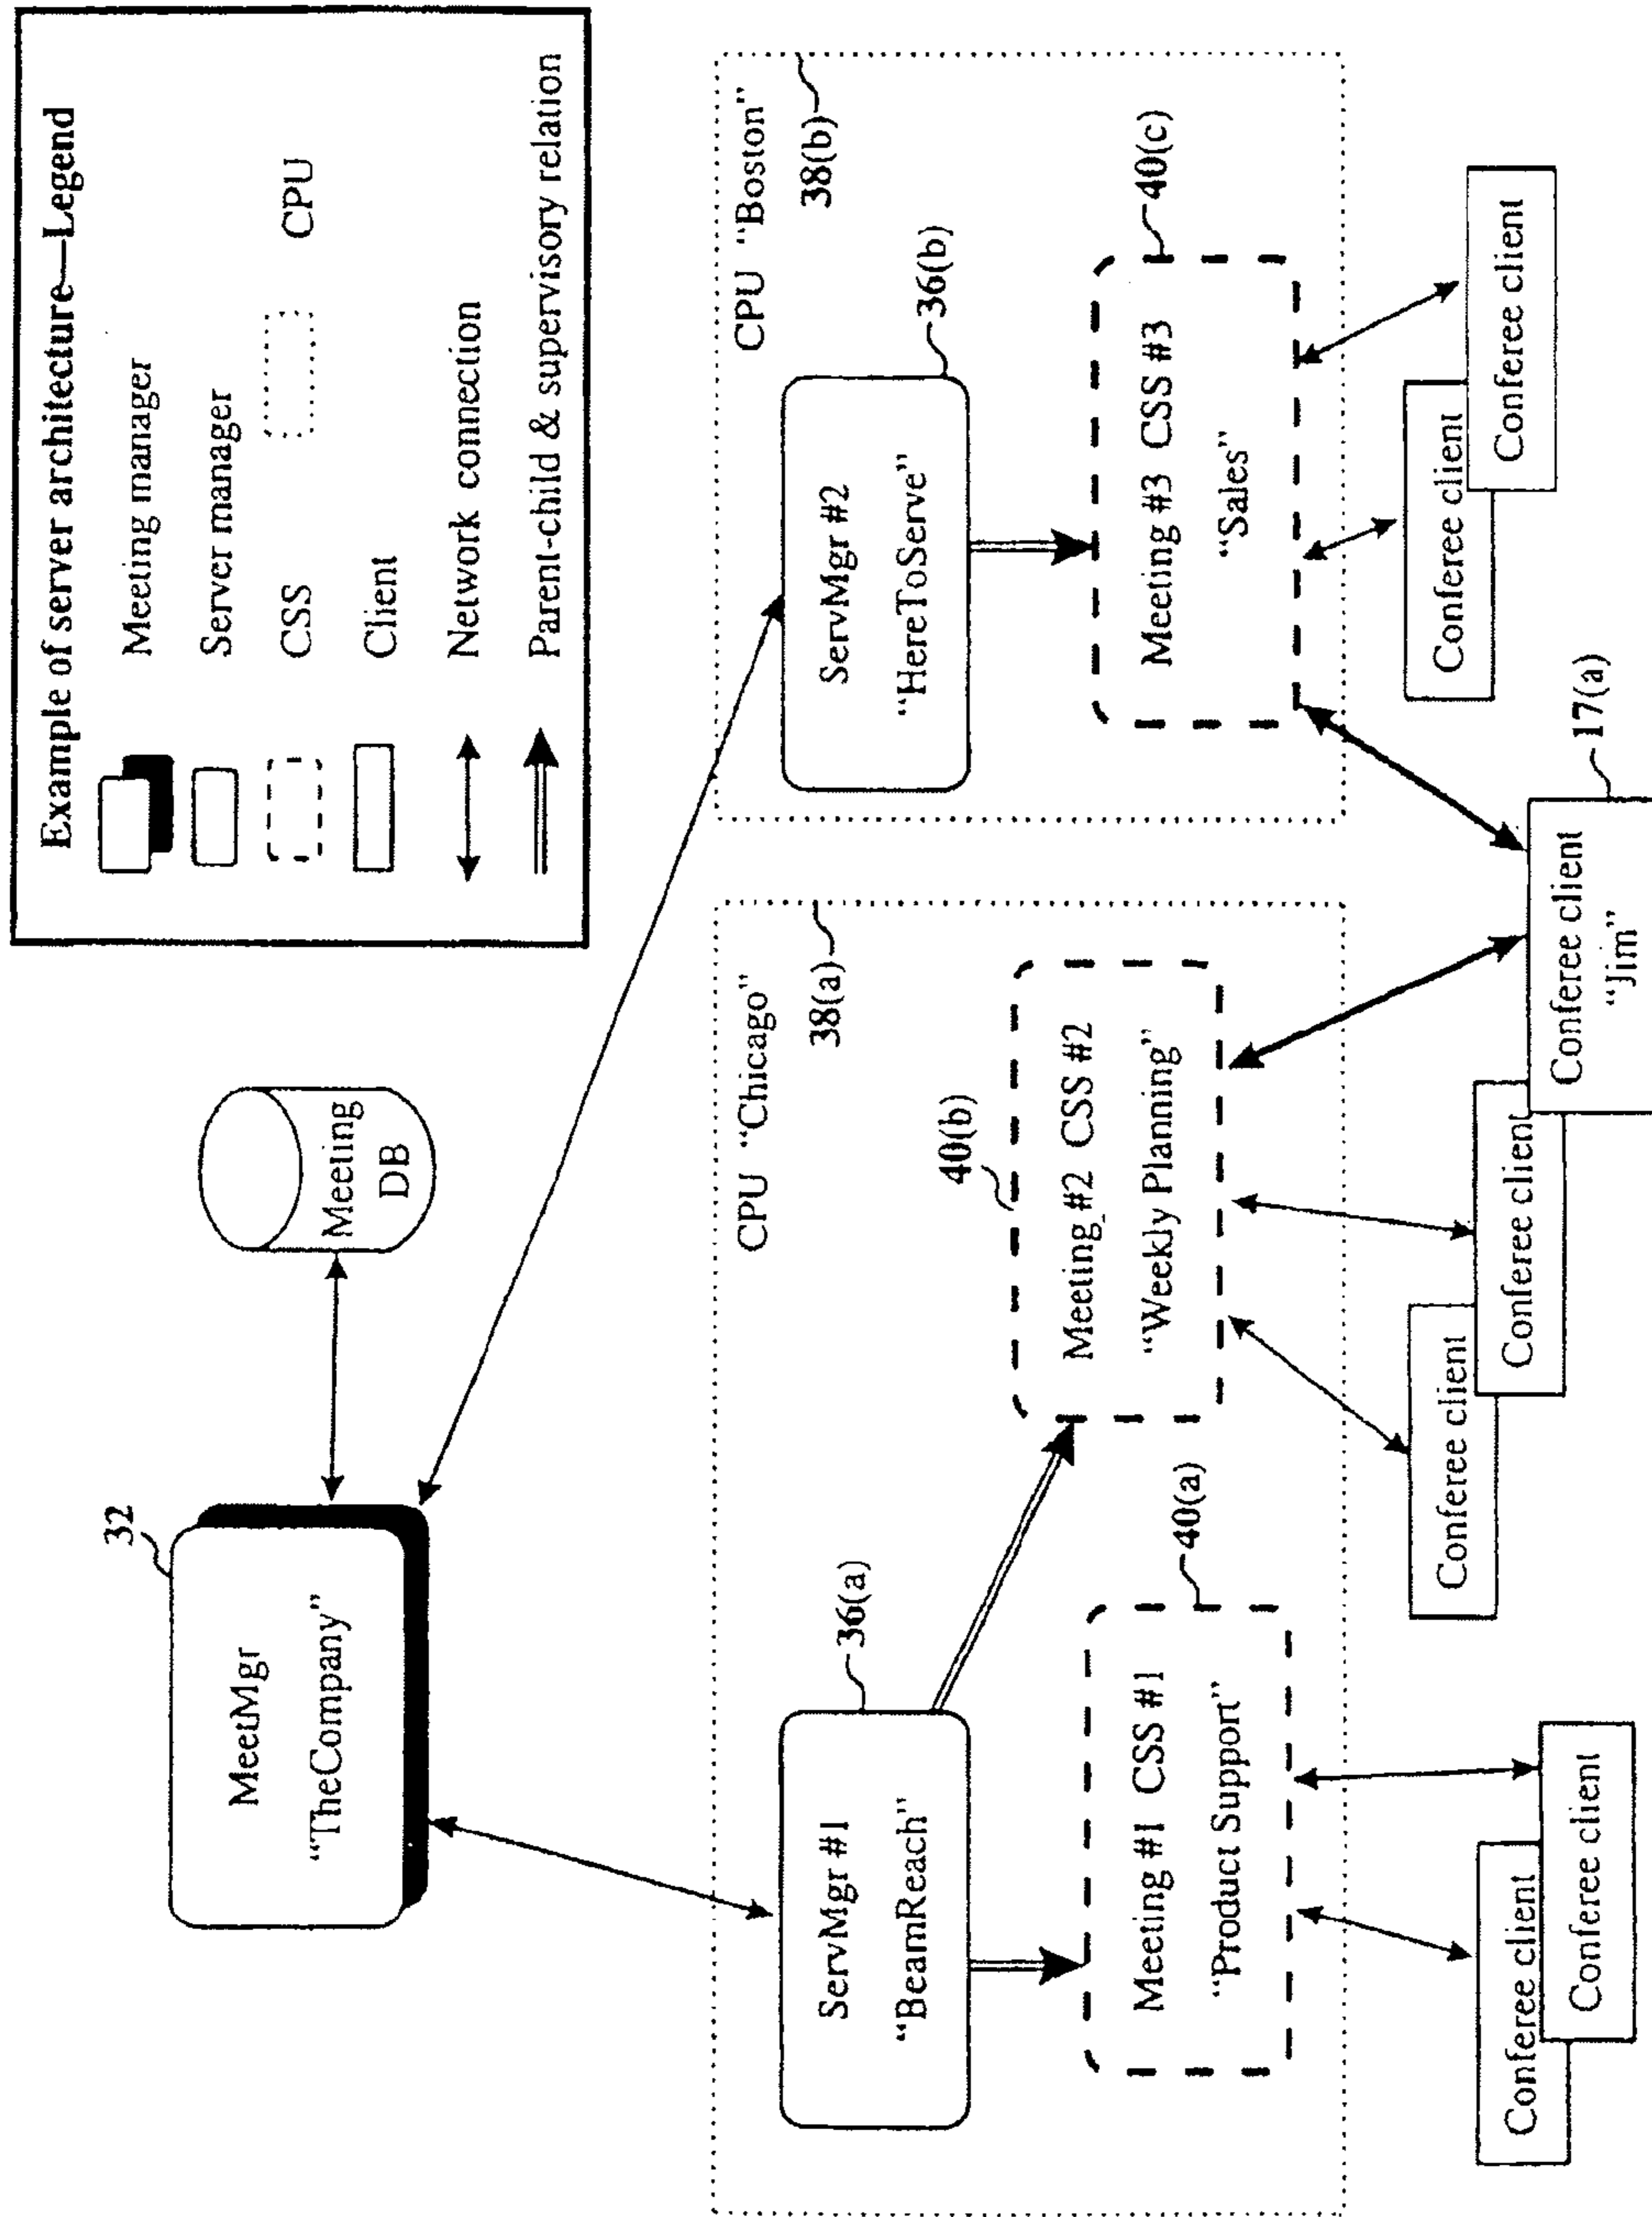 Example of server architecture—Legend
Meeting manager
Server manager
CSS
CPU
Client
Network connection
Parent-child & supervisory relation
32
MeetMgr
“TheCompany”
Meeting
DB
CPU “Chicago”
38(a)
ServMgr #1
“BeamReach”
36(a)
40(b)
Meeting #2 CSS #2
“Weekly Planning”
Meeting #1 CSS #1
“Product Support”
40(a)
CPU “Boston”
38(b)
ServMgr #2
“HereToServe”
36(b)
Meeting #3 CSS #3
“Sales”
40(c)
Conferee client
Conferee client
Conferee client
Conferee client
Conferee client
“Jim”
17(a)
Conferee client
Conferee client